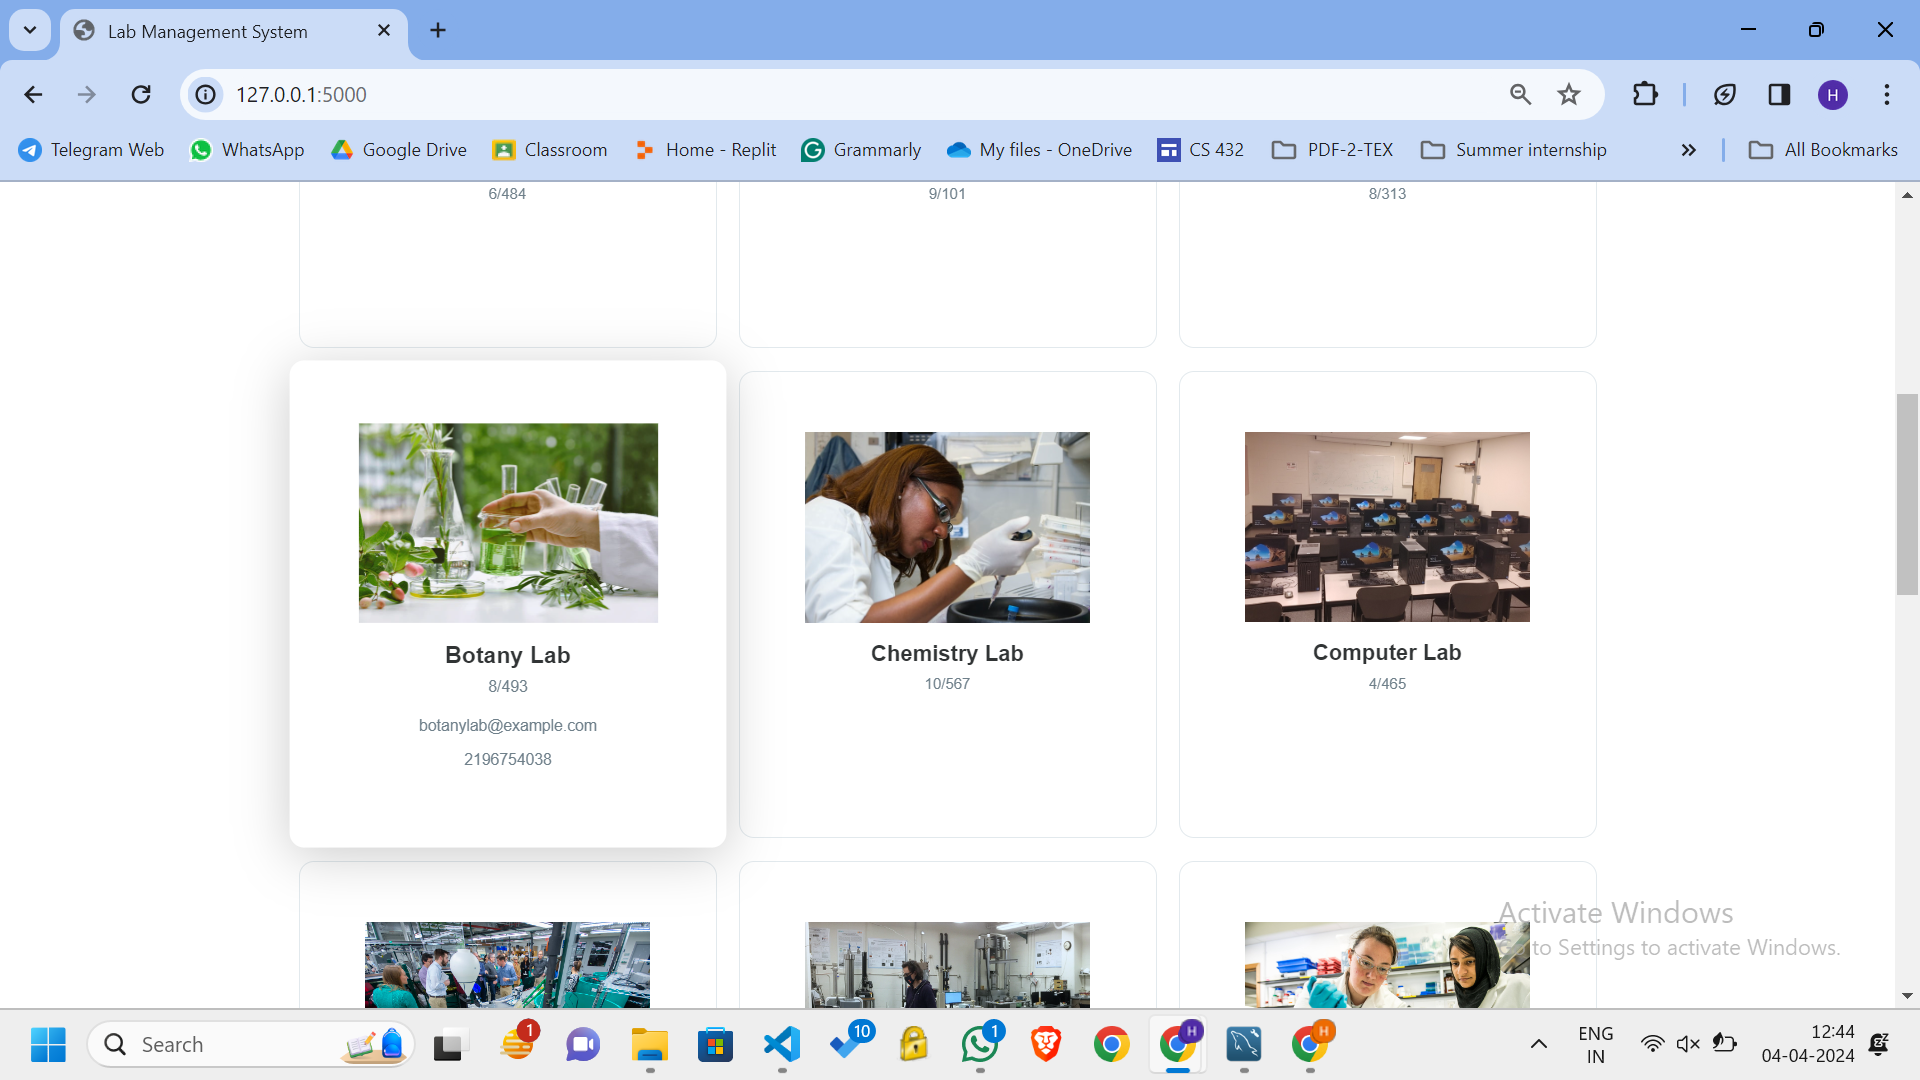 Lab Management System
127.0.0.1:5000
H
Telegram Web
WhatsApp
Google Drive
Classroom
Home - Replit
Grammarly
My files - OneDrive
CS 432
PDF-2-TEX
Summer internship
»
All Bookmarks
6/484
9/101
8/313
Botany Lab
8/493
botanylab@example.com
2196754038
Chemistry Lab
10/567
Computer Lab
4/465
Activate Windows
to Settings to activate Windows.
Search
1
10
1
H
H
ENG
IN
12:44
04-04-2024